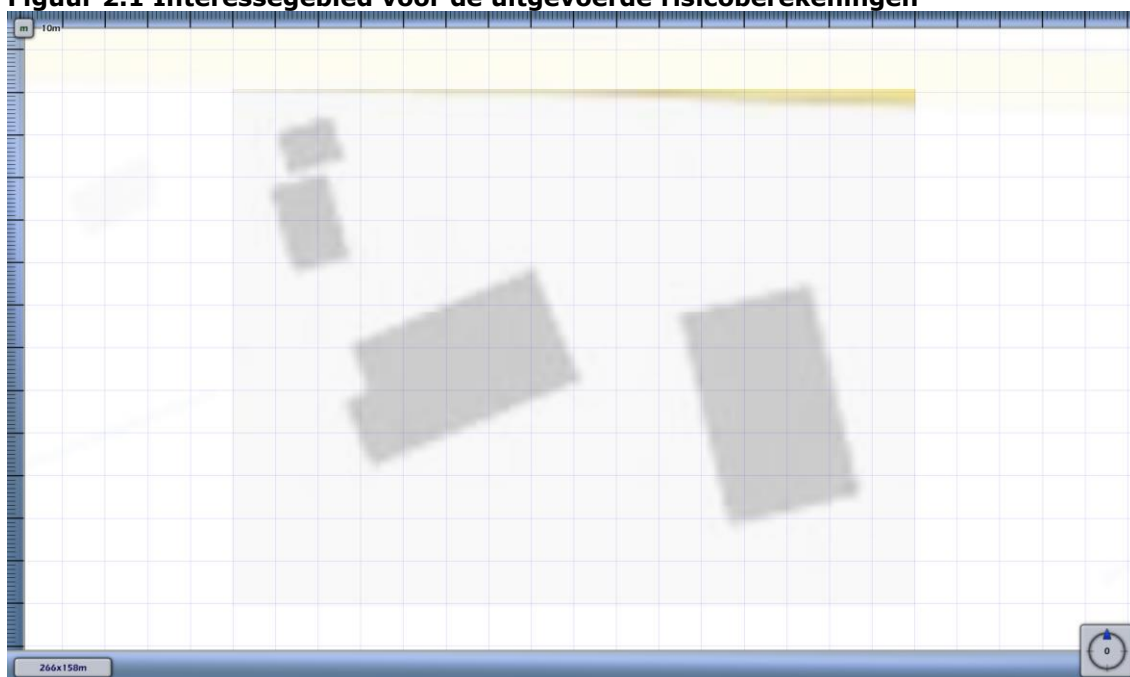 Figuur 2.1 Interessegebied voor de uitgevoerde risicoberekeningen
m 10m
266x158m
0